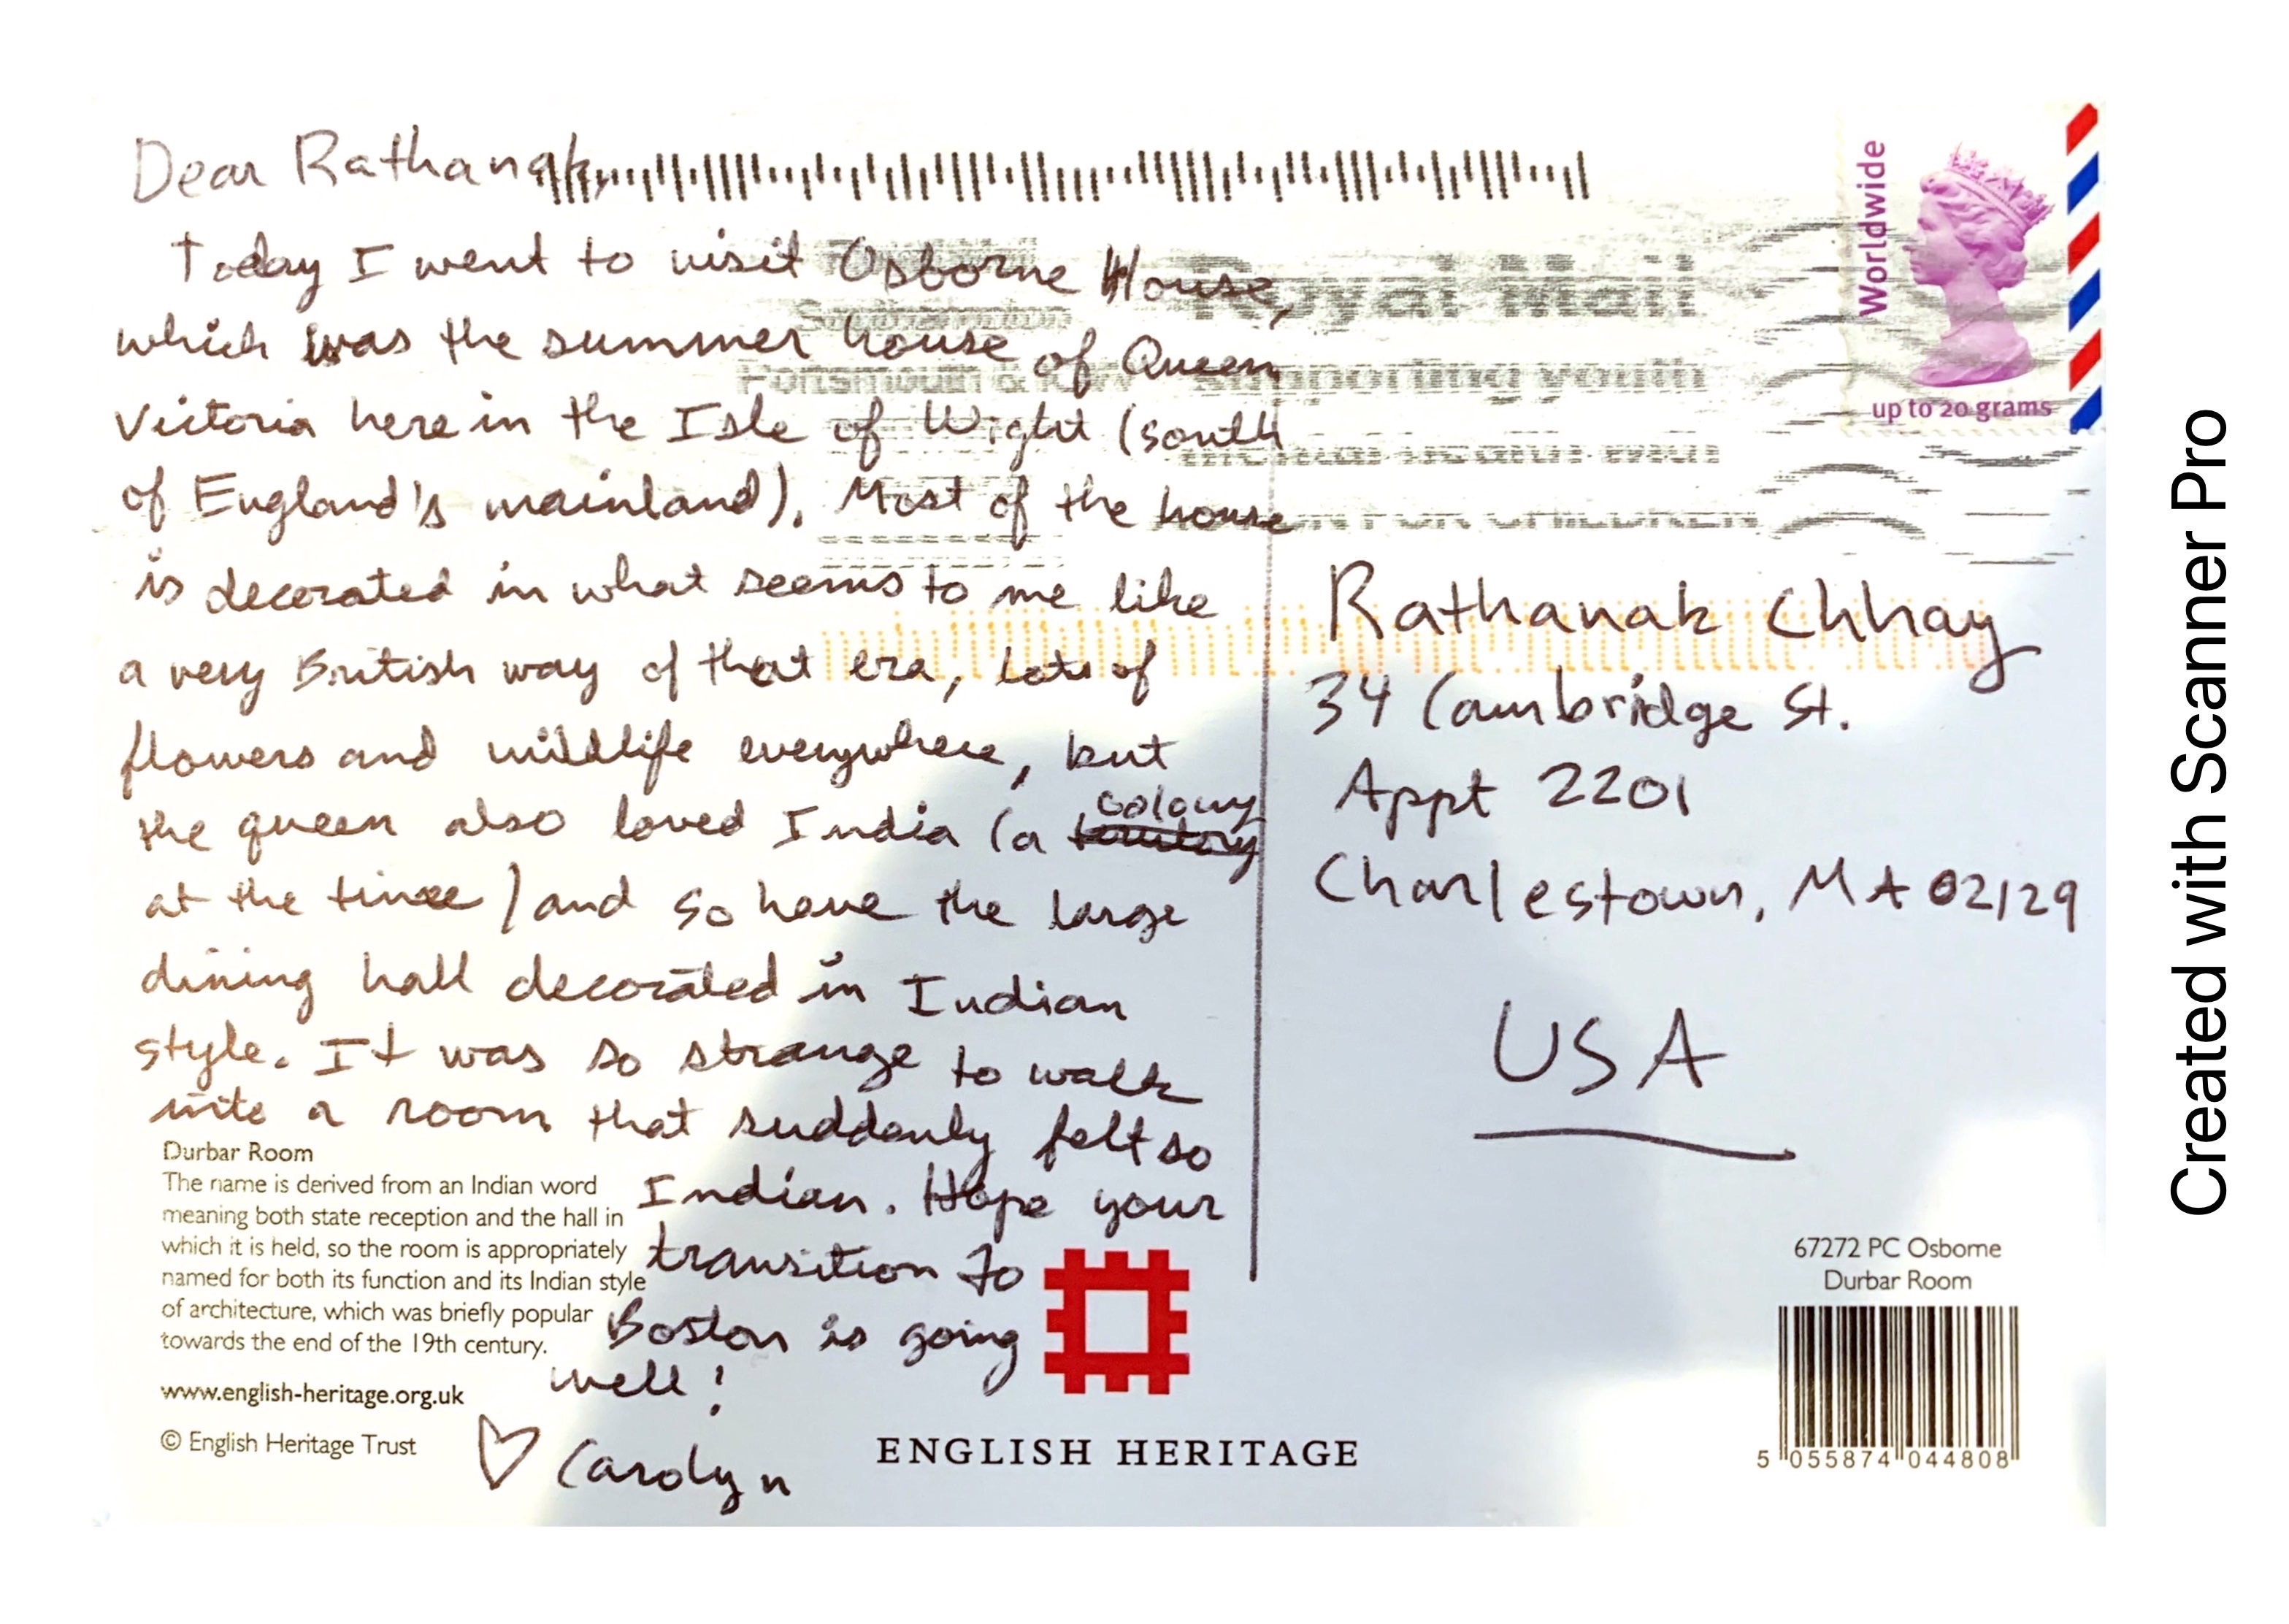 Dear Rathanak,
Today I went to visit Osborne House,
which was the summer house of Queen
Victoria here in the Isle of Wight (south
of England's mainland). Most of the house
is decorated in what seems to me like
a very British way of that era, lots of
flowers and wildlife everywhere, but
the queen also loved India (a territory colony
at the time) and so have the large
dining hall decorated in Indian
style. It was so strange to walk
into a room that suddenly felt so
Indian. Hope your
transition to
Boston is going
well!
♡ Carolyn
Durbar Room
The name is derived from an Indian word
meaning both state reception and the hall in
which it is held, so the room is appropriately
named for both its function and its Indian style
of architecture, which was briefly popular
towards the end of the 19th century.
www.english-heritage.org.uk
© English Heritage Trust
ENGLISH HERITAGE
Royal Mail
Portsmouth &
supporting youth
mental health with
FOR CHILDREN
Worldwide
up to 20 grams
Rathanak Chhay
34 Cambridge St.
Appt 2201
Charlestown, MA 02129
USA
67272 PC Osborne
Durbar Room
5 055874 044808
Created with Scanner Pro